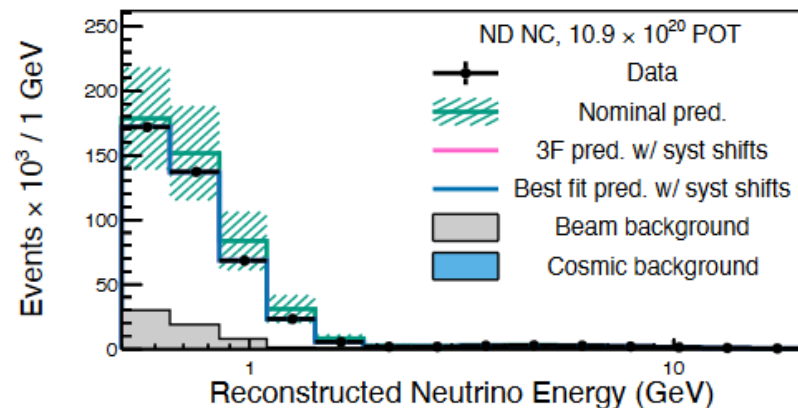 ND NC, 10.9 × 10²⁰ POT
Data
Nominal pred.
3F pred. w/ syst shifts
Best fit pred. w/ syst shifts
Beam background
Cosmic background
Events × 10³ / 1 GeV
250
200
150
100
50
0
1
10
Reconstructed Neutrino Energy (GeV)